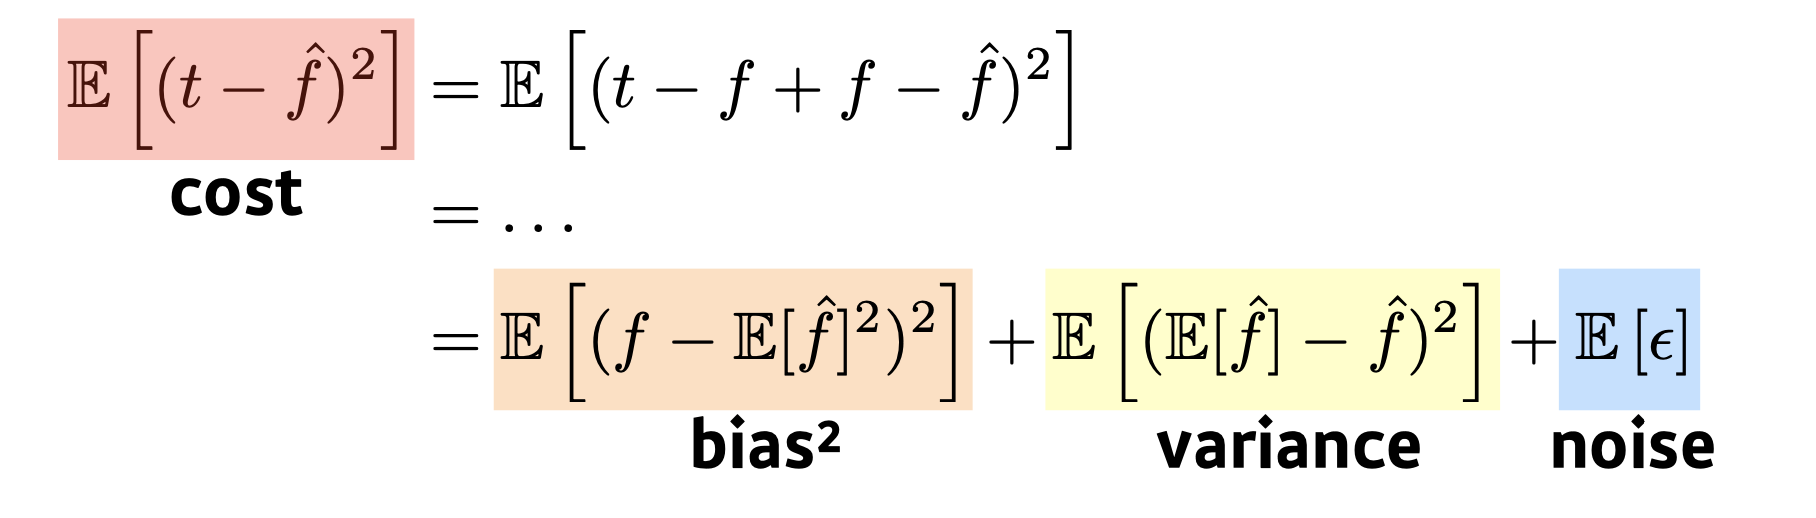 𝔼[(t − f̂)²] = 𝔼[(t − f + f − f̂)²]
cost
= …
= 𝔼[(f − 𝔼[f̂]²)²] + 𝔼[(𝔼[f̂] − f̂)²] + 𝔼[ϵ]
bias² variance noise